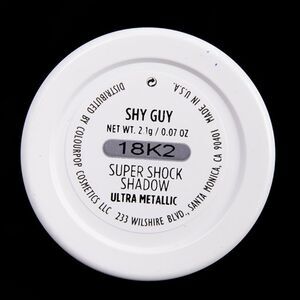 SHY GUY
NET WT. 2.1g / 0.07 OZ
18K2
SUPER SHOCK
SHADOW
ULTRA METALLIC
DISTRIBUTED BY COLOURPOP COSMETICS LLC 233 WILSHIRE BLVD., SANTA MONICA, CA 90401 MADE IN U.S.A.